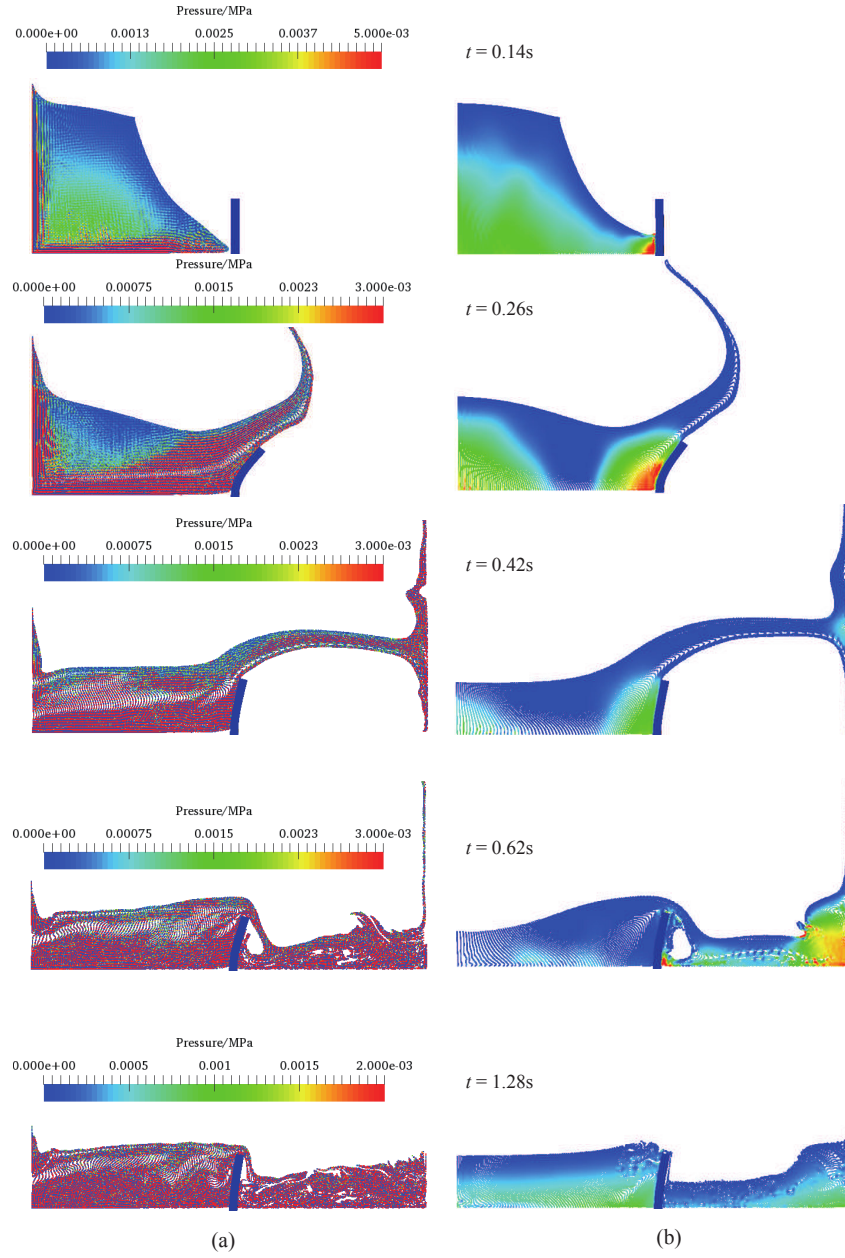 Pressure/MPa
0.000e+00 0.0013 0.0025 0.0037 5.000e-03
t = 0.14s
Pressure/MPa
0.000e+00 0.00075 0.0015 0.0023 3.000e-03
t = 0.26s
Pressure/MPa
0.000e+00 0.00075 0.0015 0.0023 3.000e-03
t = 0.42s
Pressure/MPa
0.000e+00 0.00075 0.0015 0.0023 3.000e-03
t = 0.62s
Pressure/MPa
0.000e+00 0.0005 0.001 0.0015 2.000e-03
t = 1.28s
(a) (b)